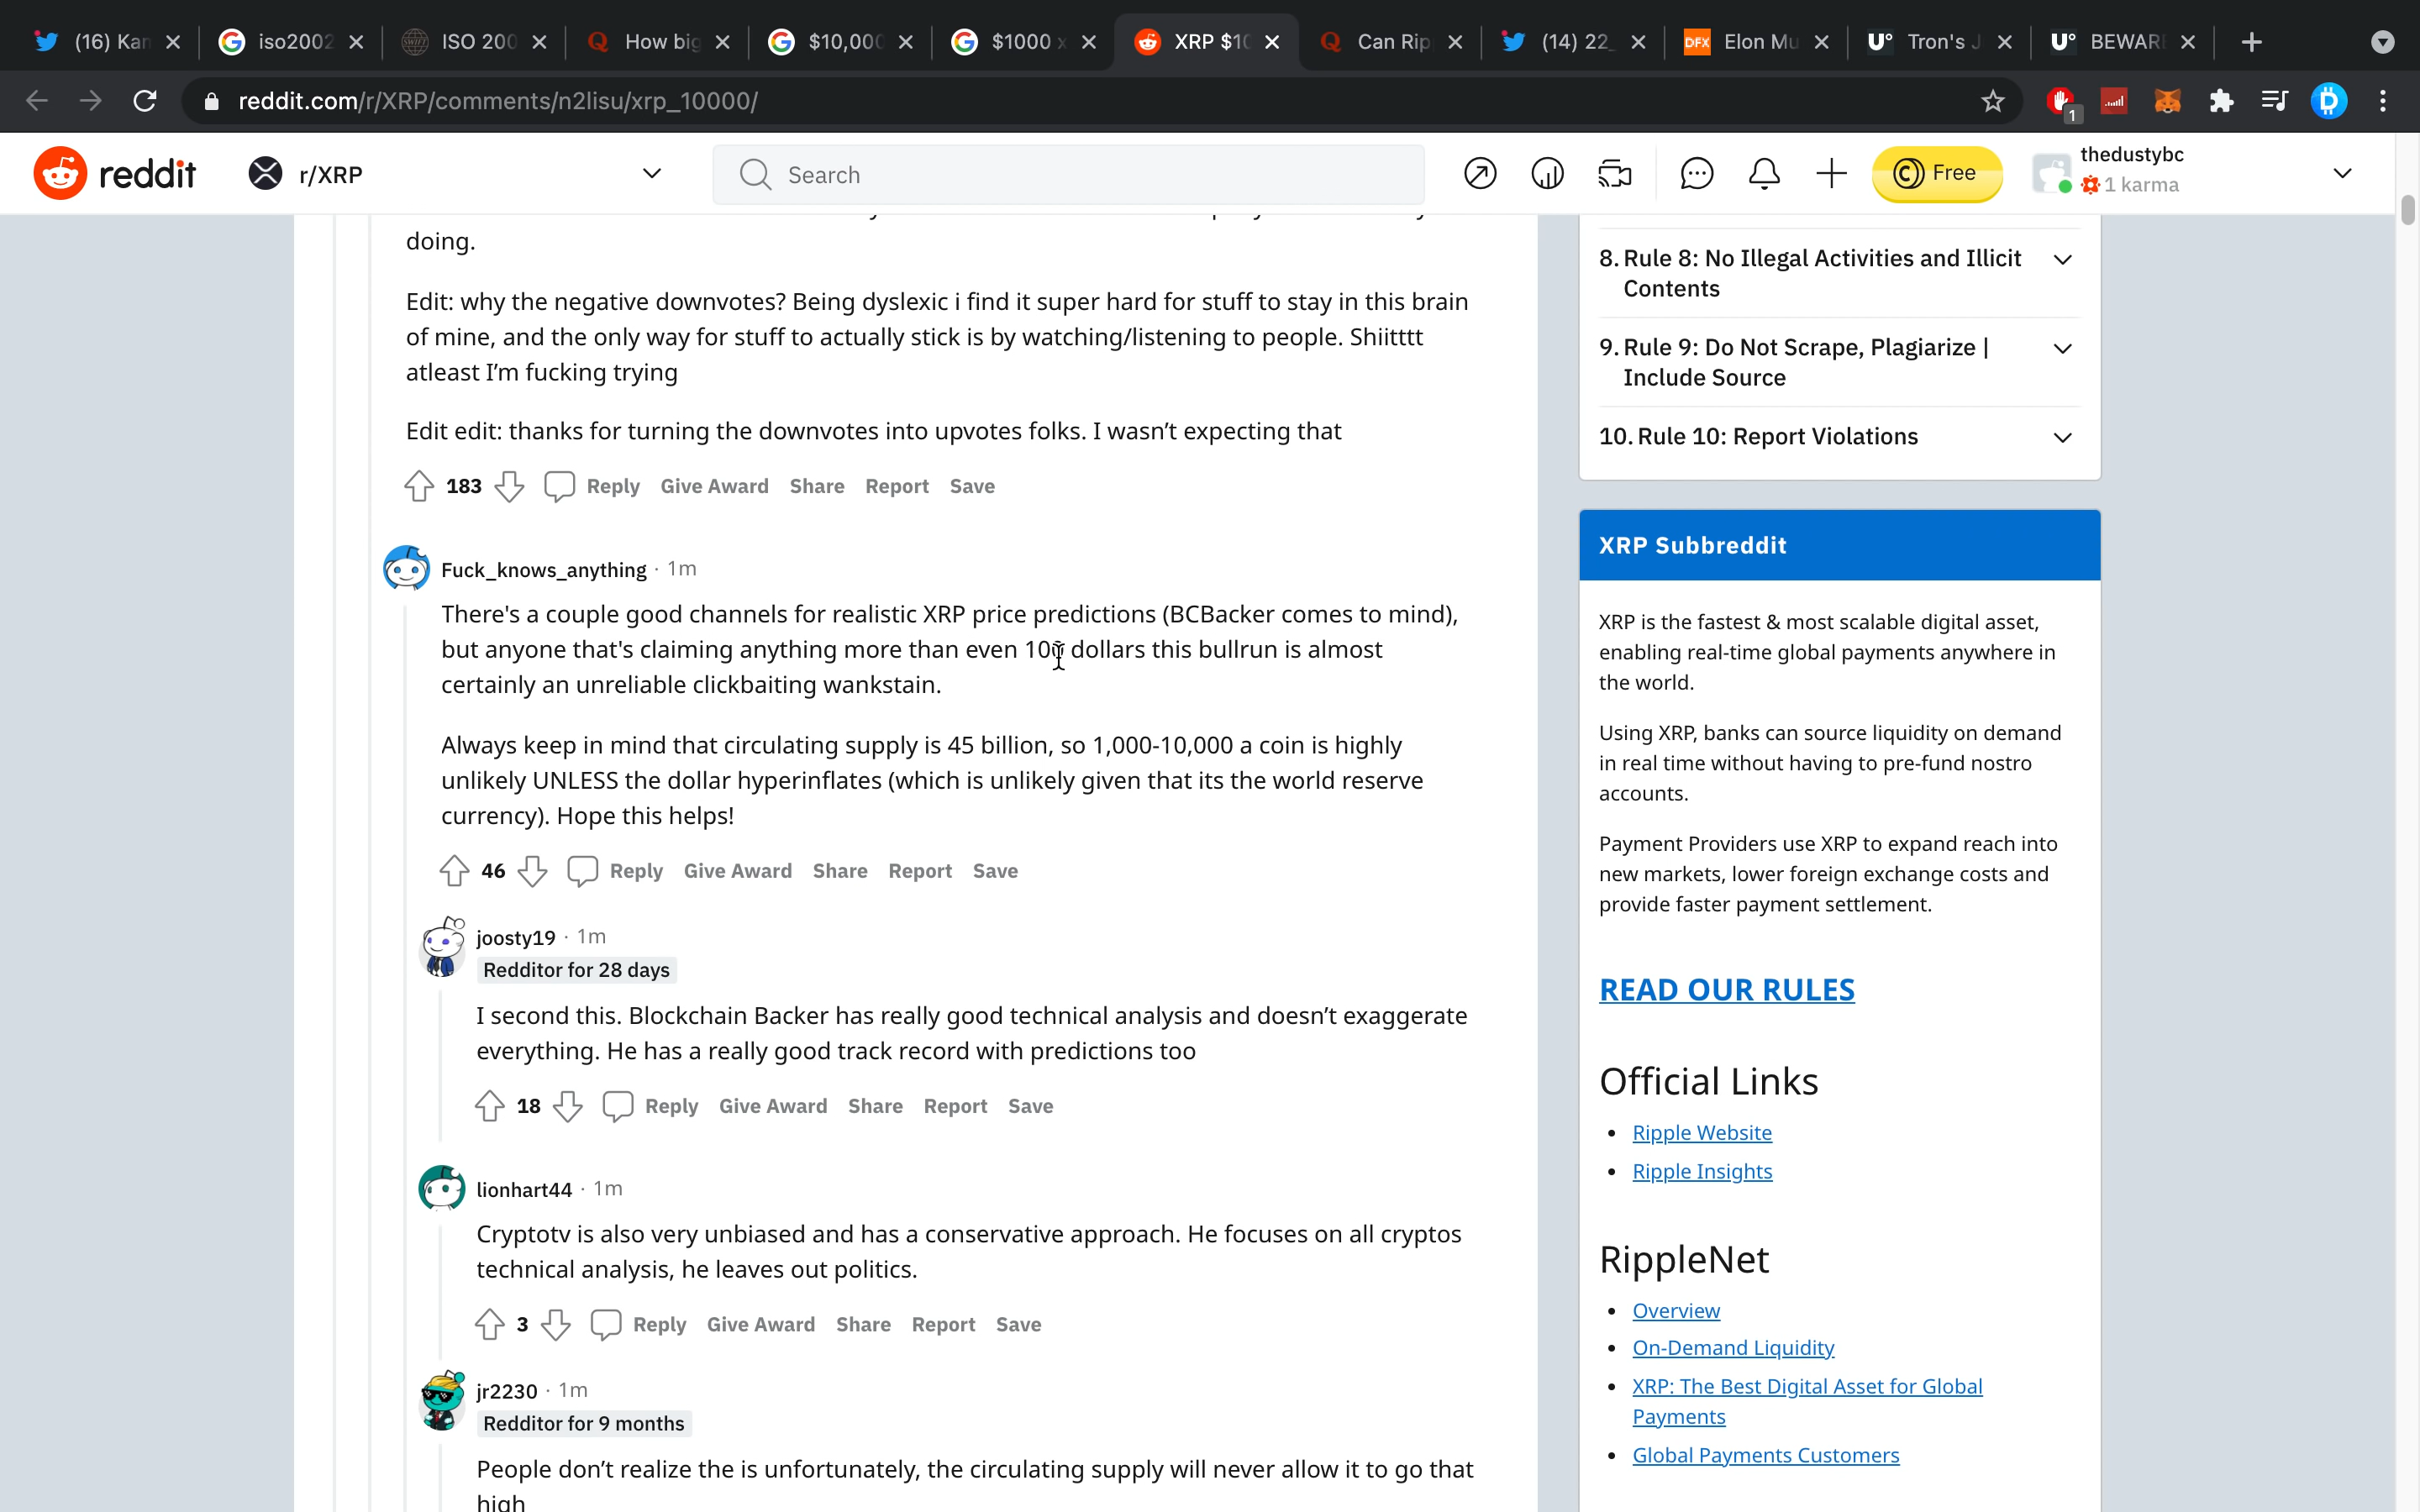 (16) Kan
iso2002
ISO 200
How big
$10,000
$1000 x
XRP $10
Can Rip
(14) 22_
Elon Mu
Tron's J
BEWAR
reddit.com/r/XRP/comments/n2lisu/xrp_10000/
1
reddit
r/XRP
Search
Free
thedustybc
1 karma
doing.
Edit: why the negative downvotes? Being dyslexic i find it super hard for stuff to stay in this brain
of mine, and the only way for stuff to actually stick is by watching/listening to people. Shiitttt
atleast I’m fucking trying
Edit edit: thanks for turning the downvotes into upvotes folks. I wasn’t expecting that
183 Reply Give Award Share Report Save
Fuck_knows_anything · 1m
There's a couple good channels for realistic XRP price predictions (BCBacker comes to mind),
but anyone that's claiming anything more than even 100 dollars this bullrun is almost
certainly an unreliable clickbaiting wankstain.
Always keep in mind that circulating supply is 45 billion, so 1,000-10,000 a coin is highly
unlikely UNLESS the dollar hyperinflates (which is unlikely given that its the world reserve
currency). Hope this helps!
46 Reply Give Award Share Report Save
joosty19 · 1m
Redditor for 28 days
I second this. Blockchain Backer has really good technical analysis and doesn’t exaggerate
everything. He has a really good track record with predictions too
18 Reply Give Award Share Report Save
lionhart44 · 1m
Cryptotv is also very unbiased and has a conservative approach. He focuses on all cryptos
technical analysis, he leaves out politics.
3 Reply Give Award Share Report Save
jr2230 · 1m
Redditor for 9 months
People don’t realize the is unfortunately, the circulating supply will never allow it to go that
high
8. Rule 8: No Illegal Activities and Illicit
Contents
9. Rule 9: Do Not Scrape, Plagiarize |
Include Source
10. Rule 10: Report Violations
XRP Subbreddit
XRP is the fastest & most scalable digital asset,
enabling real-time global payments anywhere in
the world.
Using XRP, banks can source liquidity on demand
in real time without having to pre-fund nostro
accounts.
Payment Providers use XRP to expand reach into
new markets, lower foreign exchange costs and
provide faster payment settlement.
READ OUR RULES
Official Links
• Ripple Website
• Ripple Insights
RippleNet
• Overview
• On-Demand Liquidity
• XRP: The Best Digital Asset for Global
Payments
• Global Payments Customers